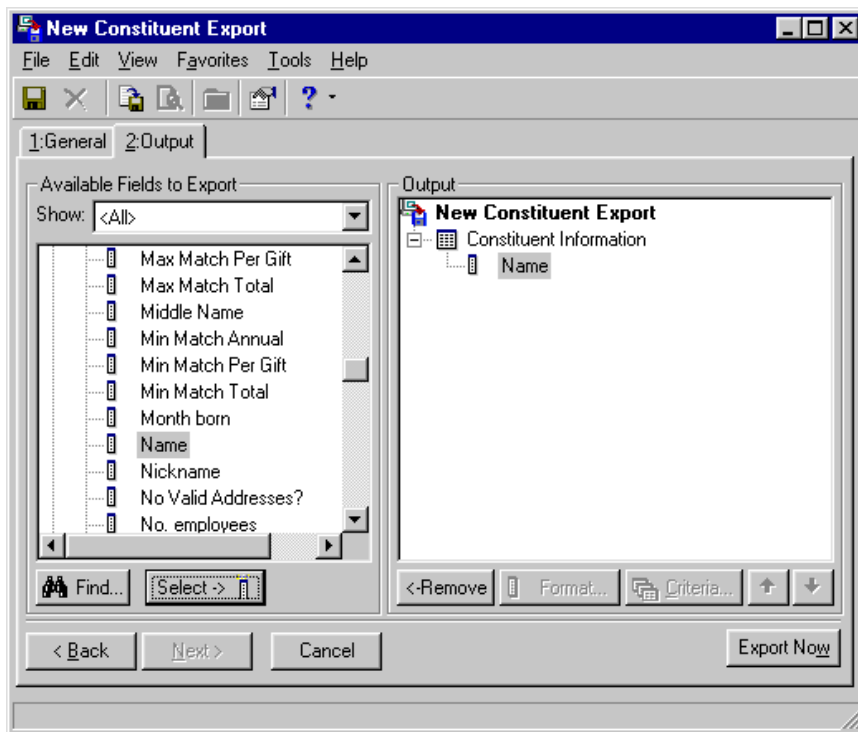 New Constituent Export
File Edit View Favorites Tools Help
?
1:General 2:Output
Available Fields to Export
Show: <All>
Max Match Per Gift
Max Match Total
Middle Name
Min Match Annual
Min Match Per Gift
Min Match Total
Month born
Name
Nickname
No Valid Addresses?
No. employees
Find... Select ->
Output
New Constituent Export
Constituent Information
Name
<-Remove Format... Criteria...
< Back Next > Cancel Export Now